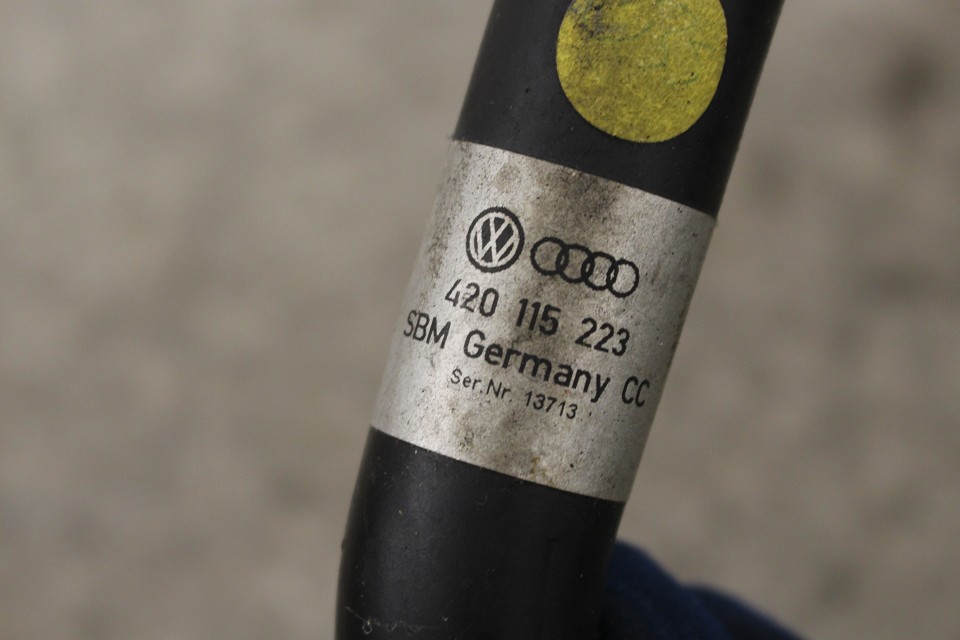 420 115 223
SBM Germany CC
Ser.Nr. 13713